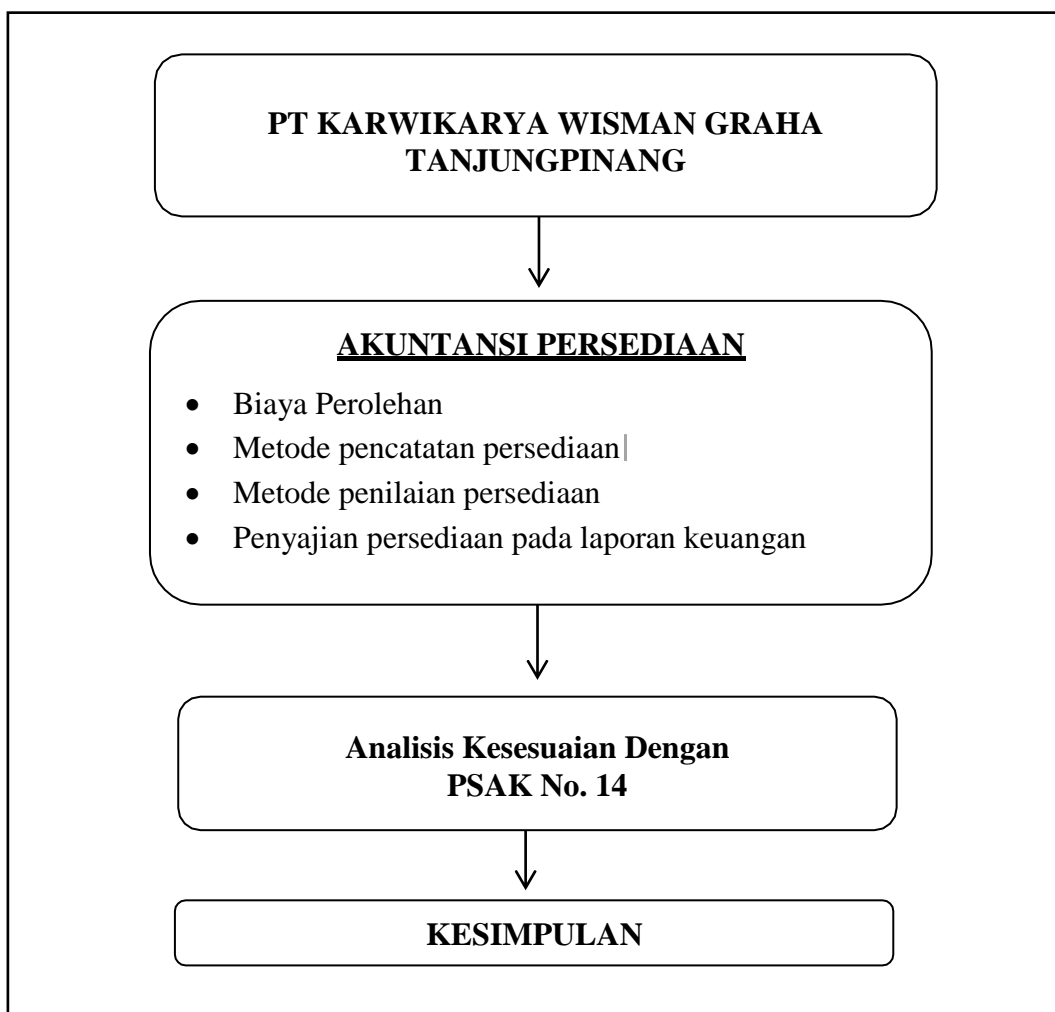 PT KARWIKARYA WISMAN GRAHA
TANJUNGPINANG
AKUNTANSI PERSEDIAAN
• Biaya Perolehan
• Metode pencatatan persediaan
• Metode penilaian persediaan
• Penyajian persediaan pada laporan keuangan
Analisis Kesesuaian Dengan
PSAK No. 14
KESIMPULAN